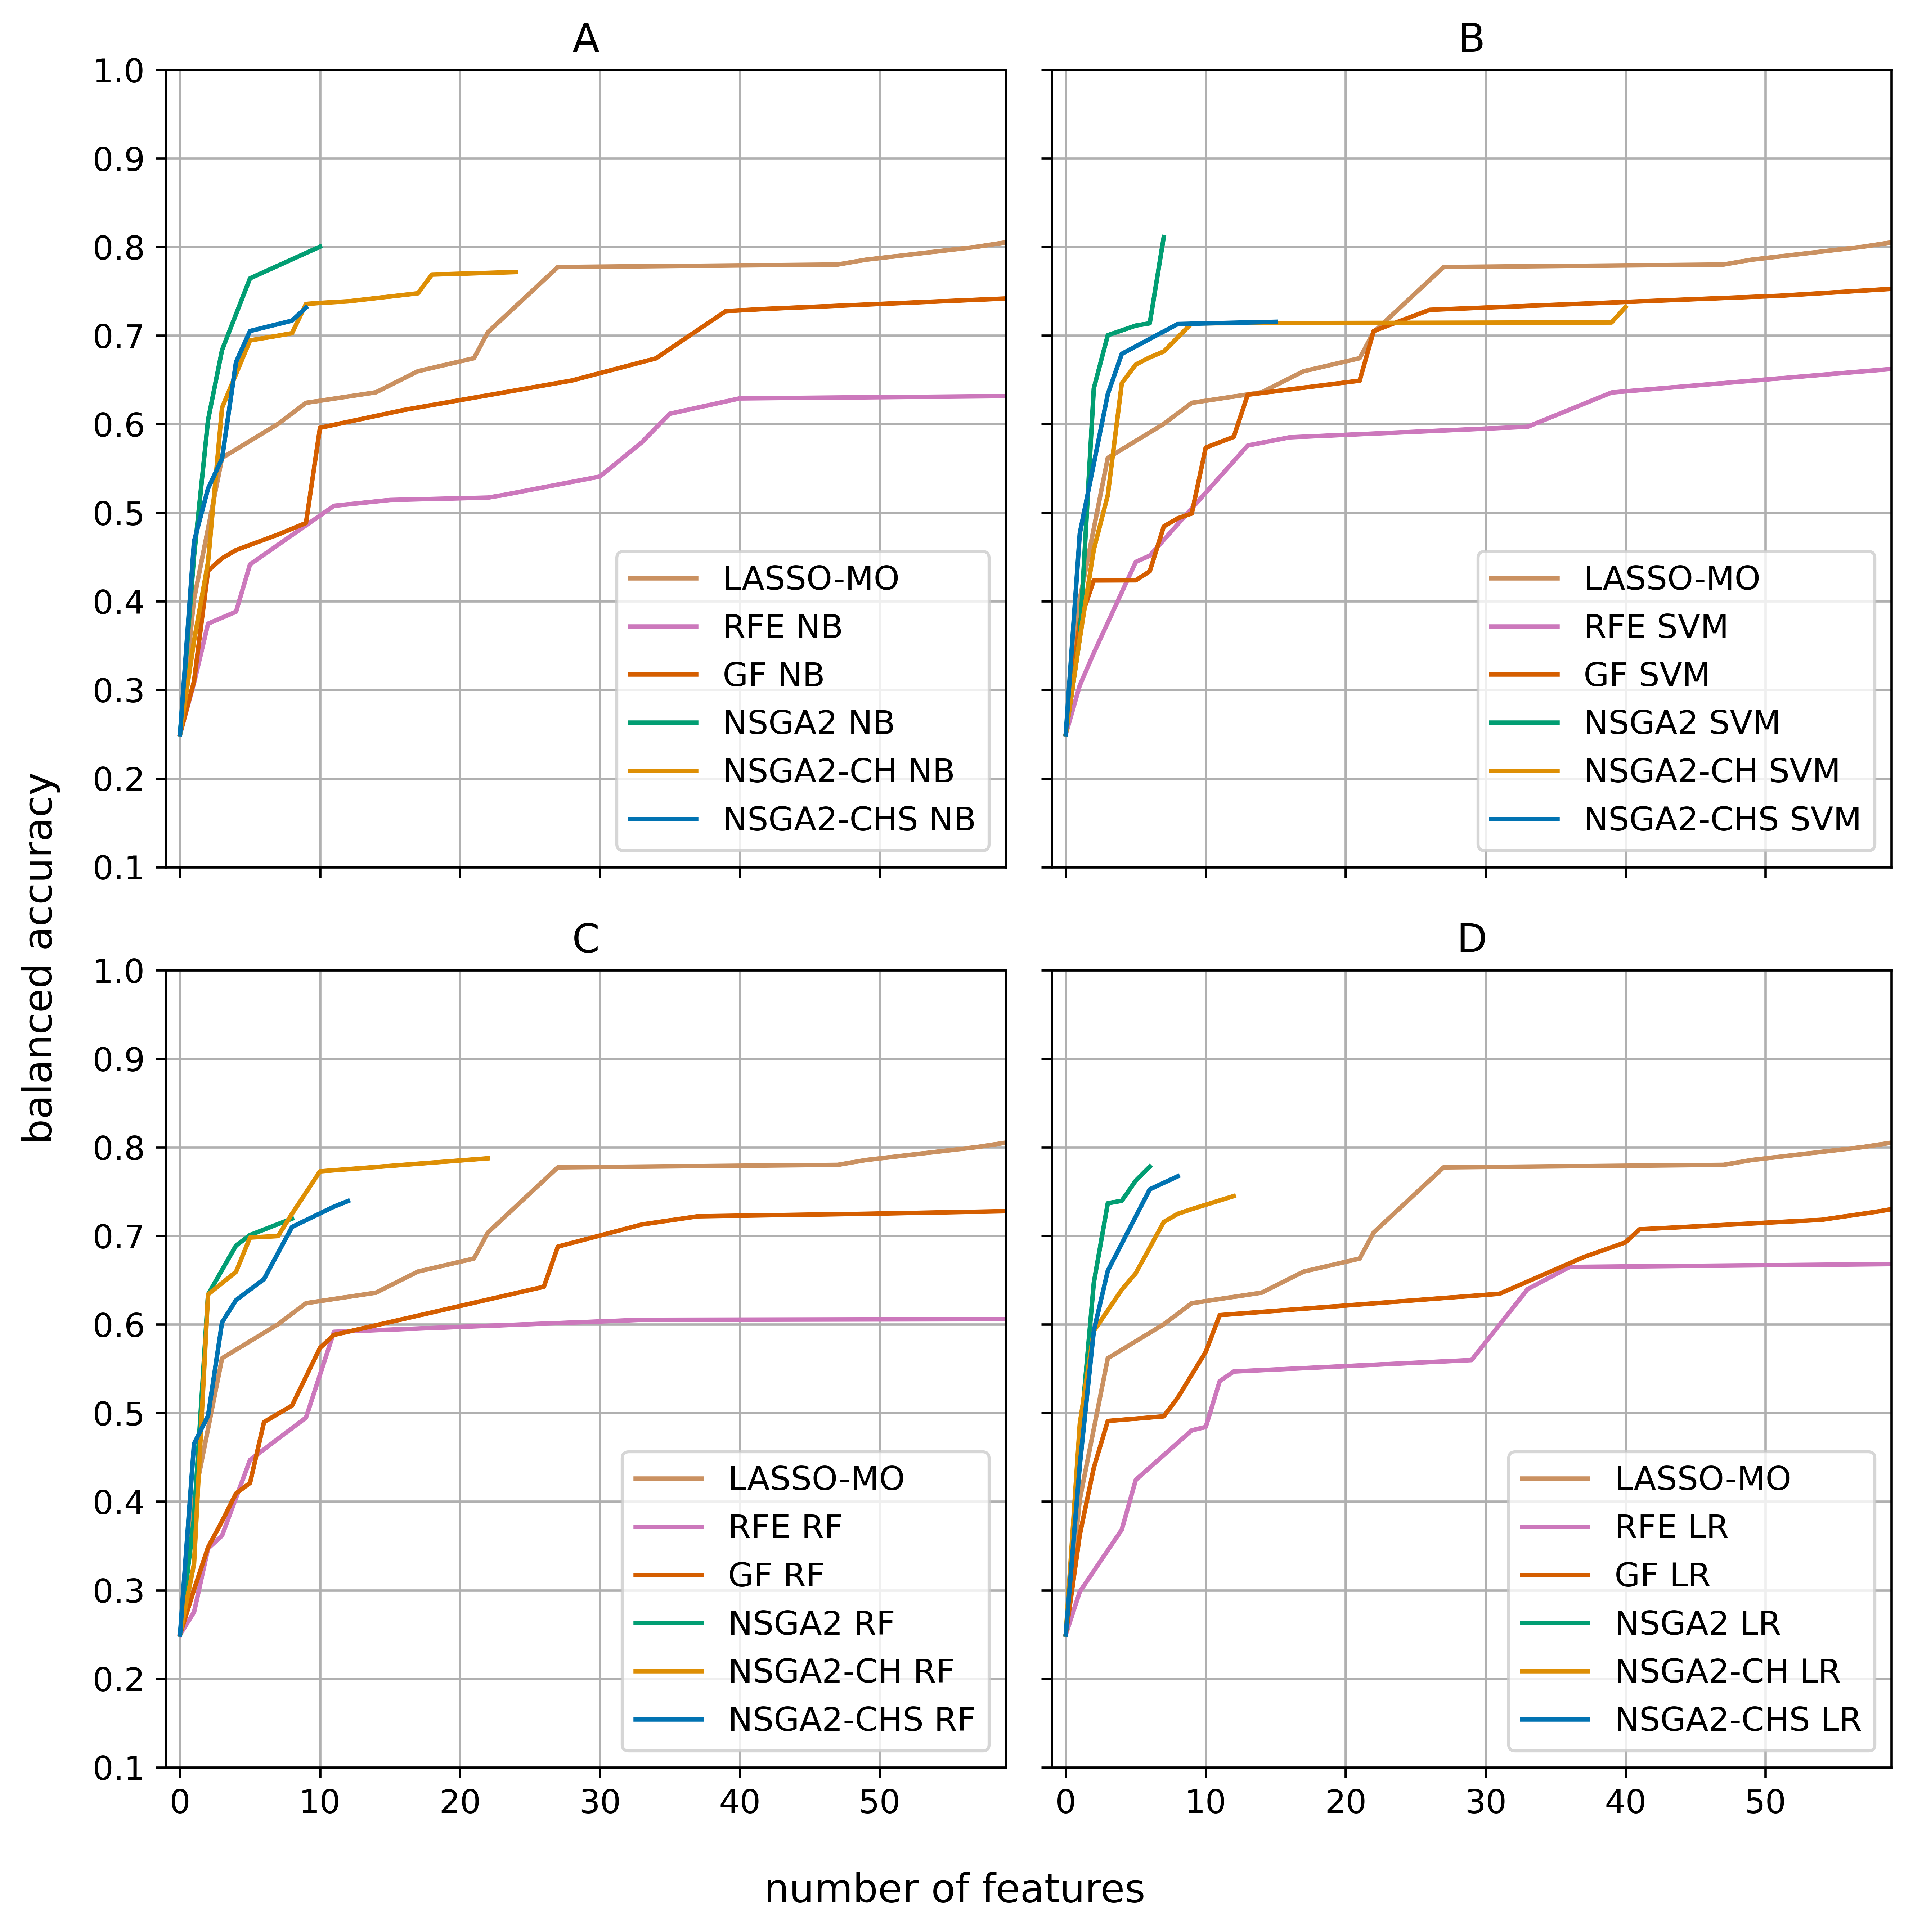 A
1.0
0.9
0.8
0.7
0.6
0.5
0.4
0.3
0.2
0.1
LASSO-MO
RFE NB
GF NB
NSGA2 NB
NSGA2-CH NB
NSGA2-CHS NB
B
LASSO-MO
RFE SVM
GF SVM
NSGA2 SVM
NSGA2-CH SVM
NSGA2-CHS SVM
balanced accuracy
C
1.0
0.9
0.8
0.7
0.6
0.5
0.4
0.3
0.2
0.1
LASSO-MO
RFE RF
GF RF
NSGA2 RF
NSGA2-CH RF
NSGA2-CHS RF
0 10 20 30 40 50
D
LASSO-MO
RFE LR
GF LR
NSGA2 LR
NSGA2-CH LR
NSGA2-CHS LR
0 10 20 30 40 50
number of features